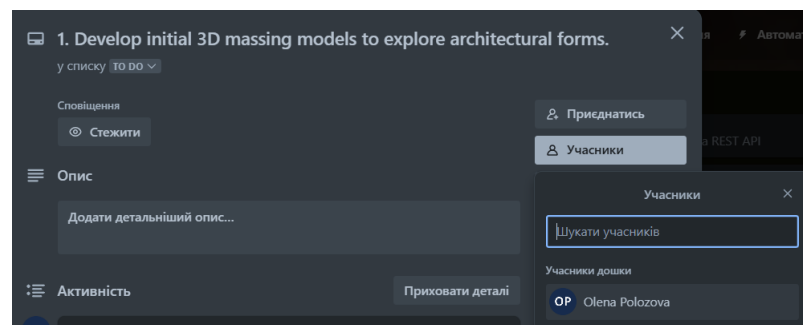 1. Develop initial 3D massing models to explore architectural forms.
у списку TO DO
Сповіщення
Стежити
Опис
Додати детальніший опис...
Активність
Приховати деталі
Приєднатись
Учасники
Учасники
Шукати учасників
Учасники дошки
OP Olena Polozova
REST API